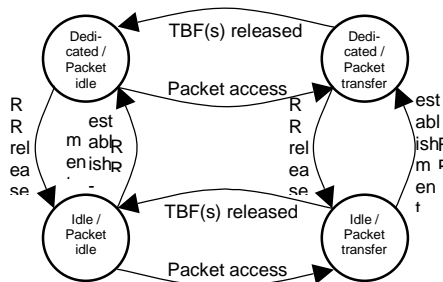 TBF(s) released
Dedi-
cated /
Packet
idle
Dedi-
cated /
Packet
transfer
Packet access
R
R
rel
ea
se
est
abl
ish
-
m
en
R
R
rel
ea
se
est
abl
ish
m
en
t
TBF(s) released
Idle /
Packet
idle
Idle /
Packet
transfer
Packet access